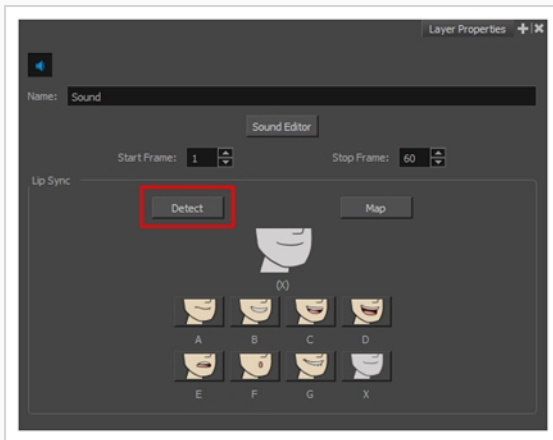 Layer Properties
Name: Sound
Sound Editor
Start Frame: 1 Stop Frame: 60
Lip Sync
Detect Map
(X)
A B C D
E F G X